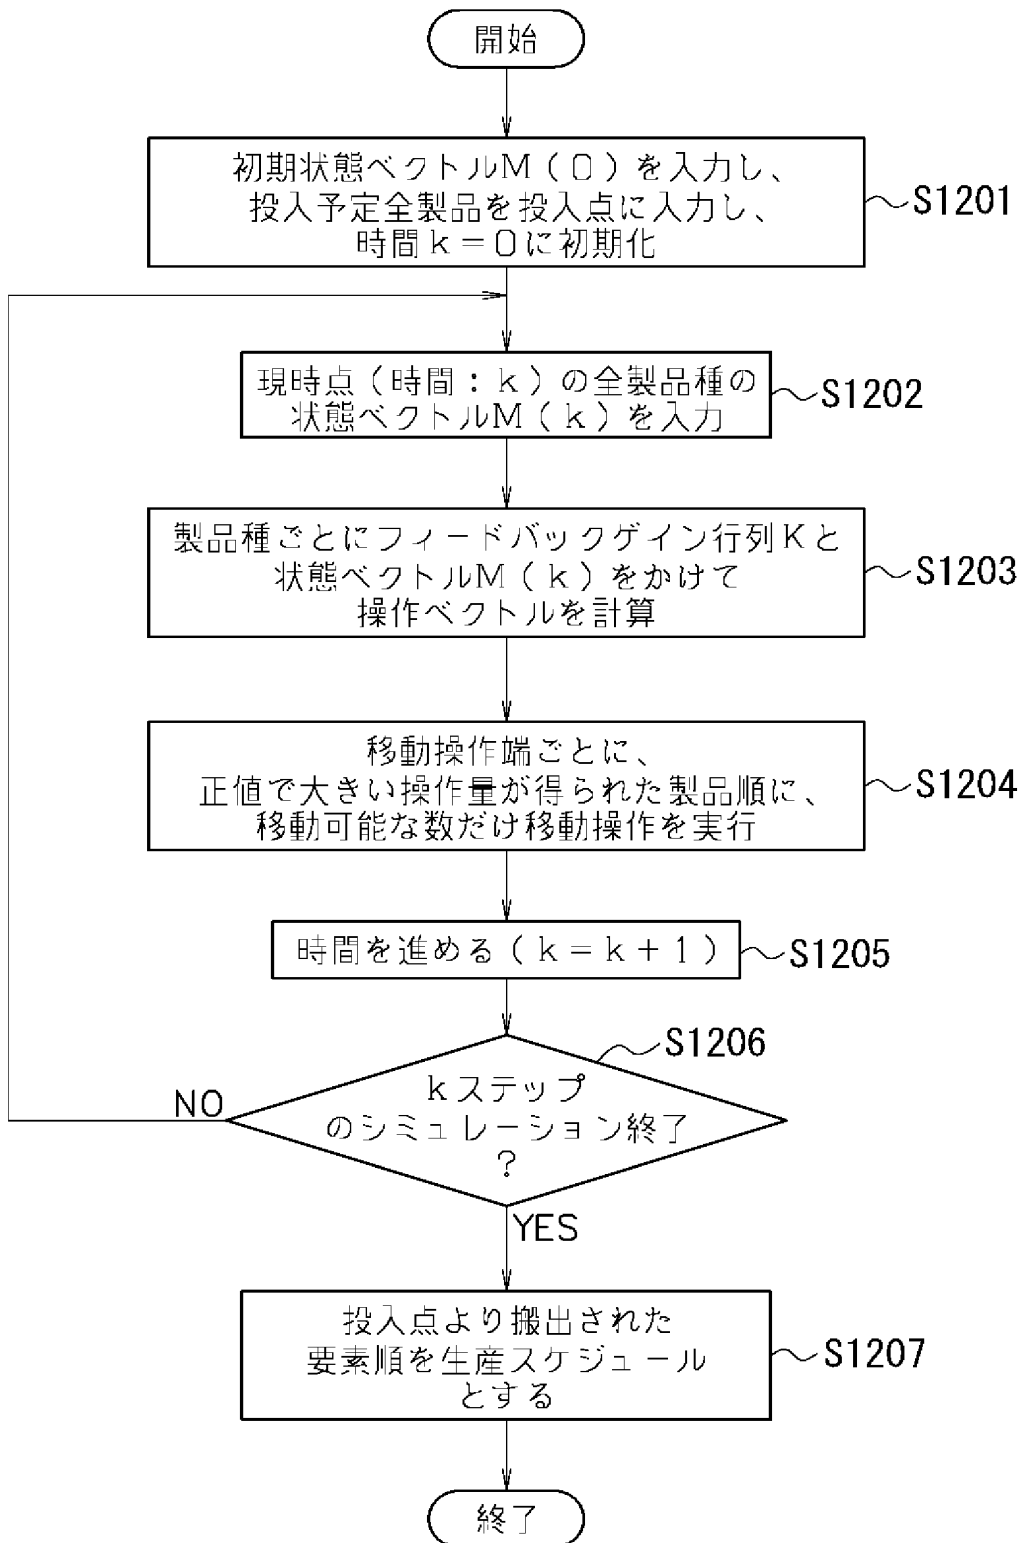 開始
初期状態ベクトルM（0）を入力し、
投入予定全製品を投入点に入力し、
時間k＝0に初期化
S1201
現時点（時間：k）の全製品種の
状態ベクトルM（k）を入力
S1202
製品種ごとにフィードバックゲイン行列Kと
状態ベクトルM（k）をかけて
操作ベクトルを計算
S1203
移動操作端ごとに、
正値で大きい操作量が得られた製品順に、
移動可能な数だけ移動操作を実行
S1204
時間を進める（k＝k＋1）
S1205
S1206
kステップ
のシミュレーション終了
？
NO
YES
投入点より搬出された
要素順を生産スケジュール
とする
S1207
終了